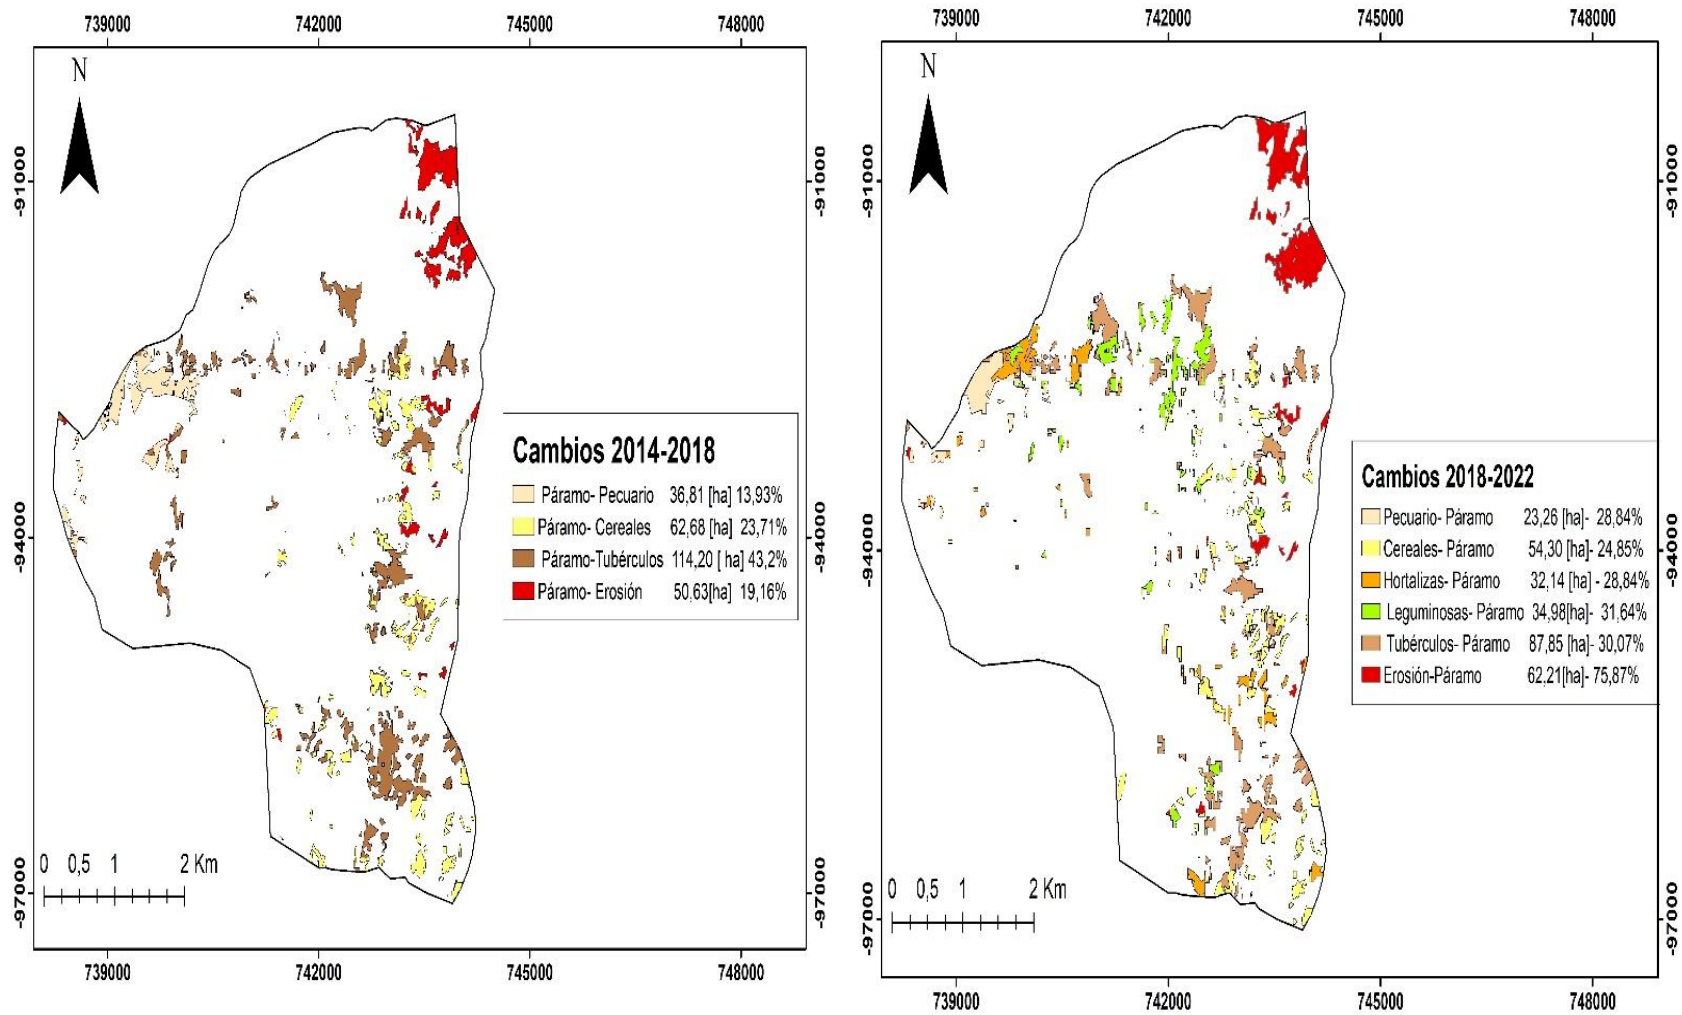 739000 742000 745000 748000
N
-91000 -91000
-94000 -94000
-97000 -97000
Cambios 2014-2018
Páramo- Pecuario 36,81 [ha] 13,93%
Páramo- Cereales 62,68 [ha] 23,71%
Páramo-Tubérculos 114,20 [ ha] 43,2%
Páramo- Erosión 50,63[ha] 19,16%
0 0,5 1 2 Km
739000 742000 745000 748000
739000 742000 745000 748000
N
-91000 -91000
-94000 -94000
-97000 -97000
Cambios 2018-2022
Pecuario- Páramo 23,26 [ha]- 28,84%
Cereales- Páramo 54,30 [ha]- 24,85%
Hortalizas- Páramo 32,14 [ha] - 28,84%
Leguminosas- Páramo 34,98[ha]- 31,64%
Tubérculos- Páramo 87,85 [ha]- 30,07%
Erosión-Páramo 62,21[ha]- 75,87%
0 0,5 1 2 Km
739000 742000 745000 748000